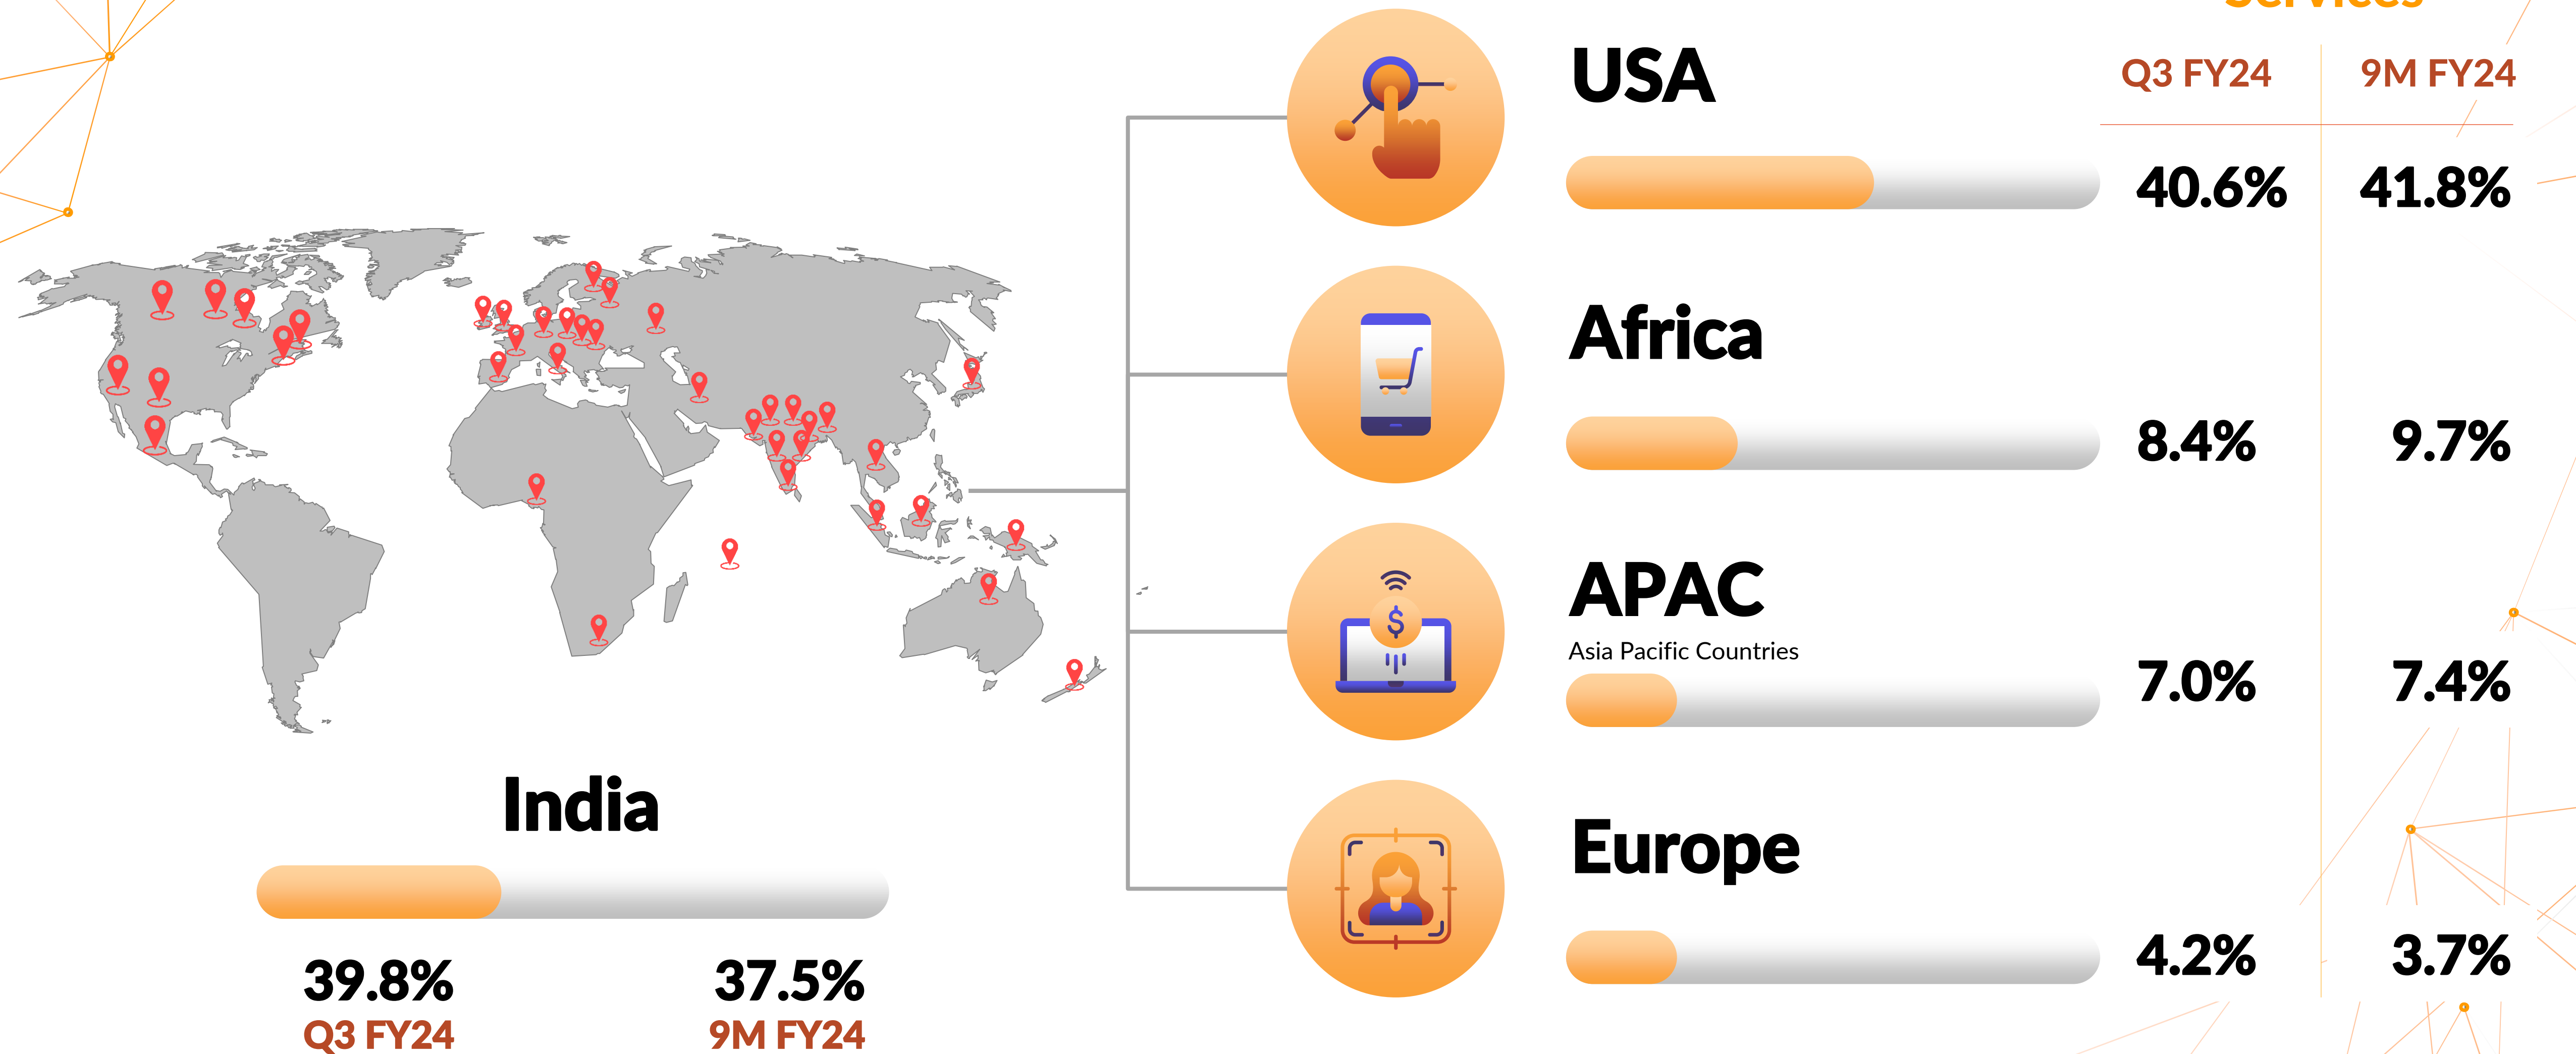 Services
Q3 FY24 9M FY24
USA
40.6% 41.8%
Africa
8.4% 9.7%
APAC
Asia Pacific Countries
7.0% 7.4%
Europe
4.2% 3.7%
India
39.8% 37.5%
Q3 FY24 9M FY24